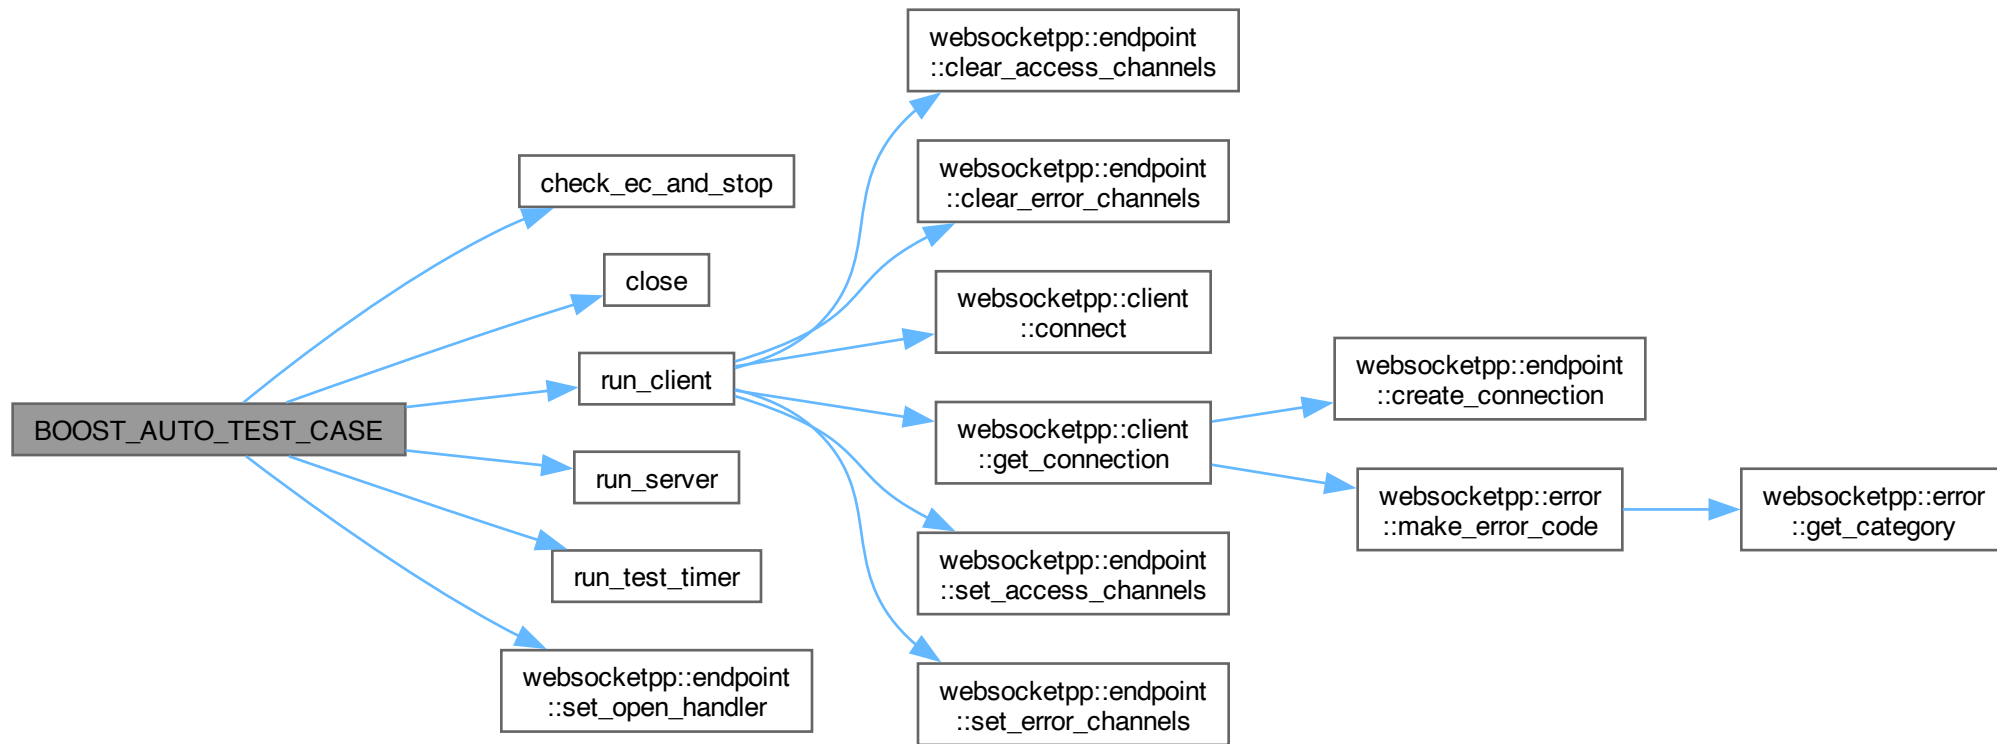 BOOST_AUTO_TEST_CASE
check_ec_and_stop
close
run_client
run_server
run_test_timer
websocketpp::endpoint
::set_open_handler
websocketpp::endpoint
::clear_access_channels
websocketpp::endpoint
::clear_error_channels
websocketpp::client
::connect
websocketpp::client
::get_connection
websocketpp::endpoint
::set_access_channels
websocketpp::endpoint
::set_error_channels
websocketpp::endpoint
::create_connection
websocketpp::error
::make_error_code
websocketpp::error
::get_category